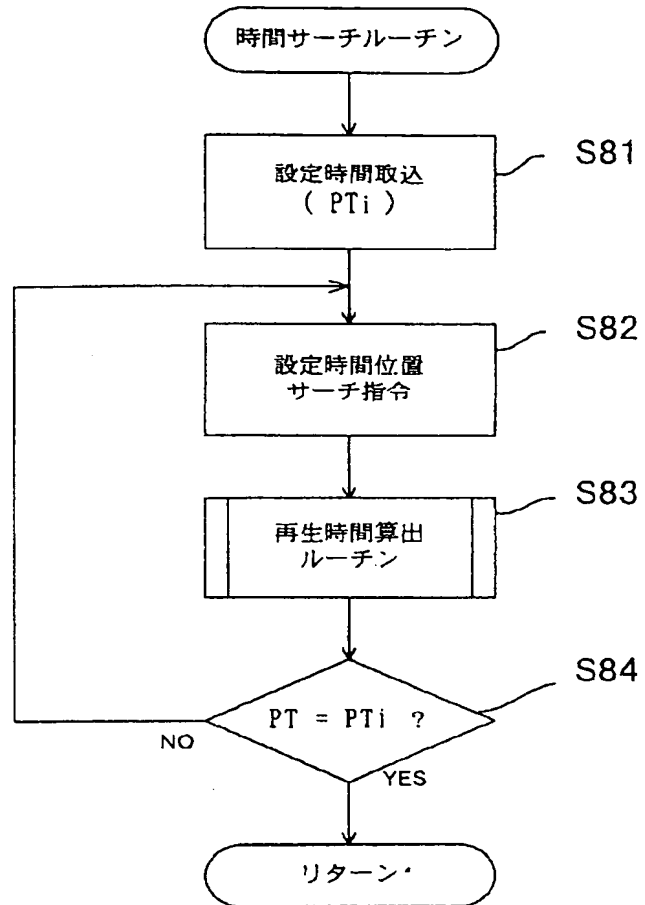 時間サーチルーチン
設定時間取込
( PTi )
S81
設定時間位置
サーチ指令
S82
再生時間算出
ルーチン
S83
PT = PTi ?
S84
NO
YES
リターン